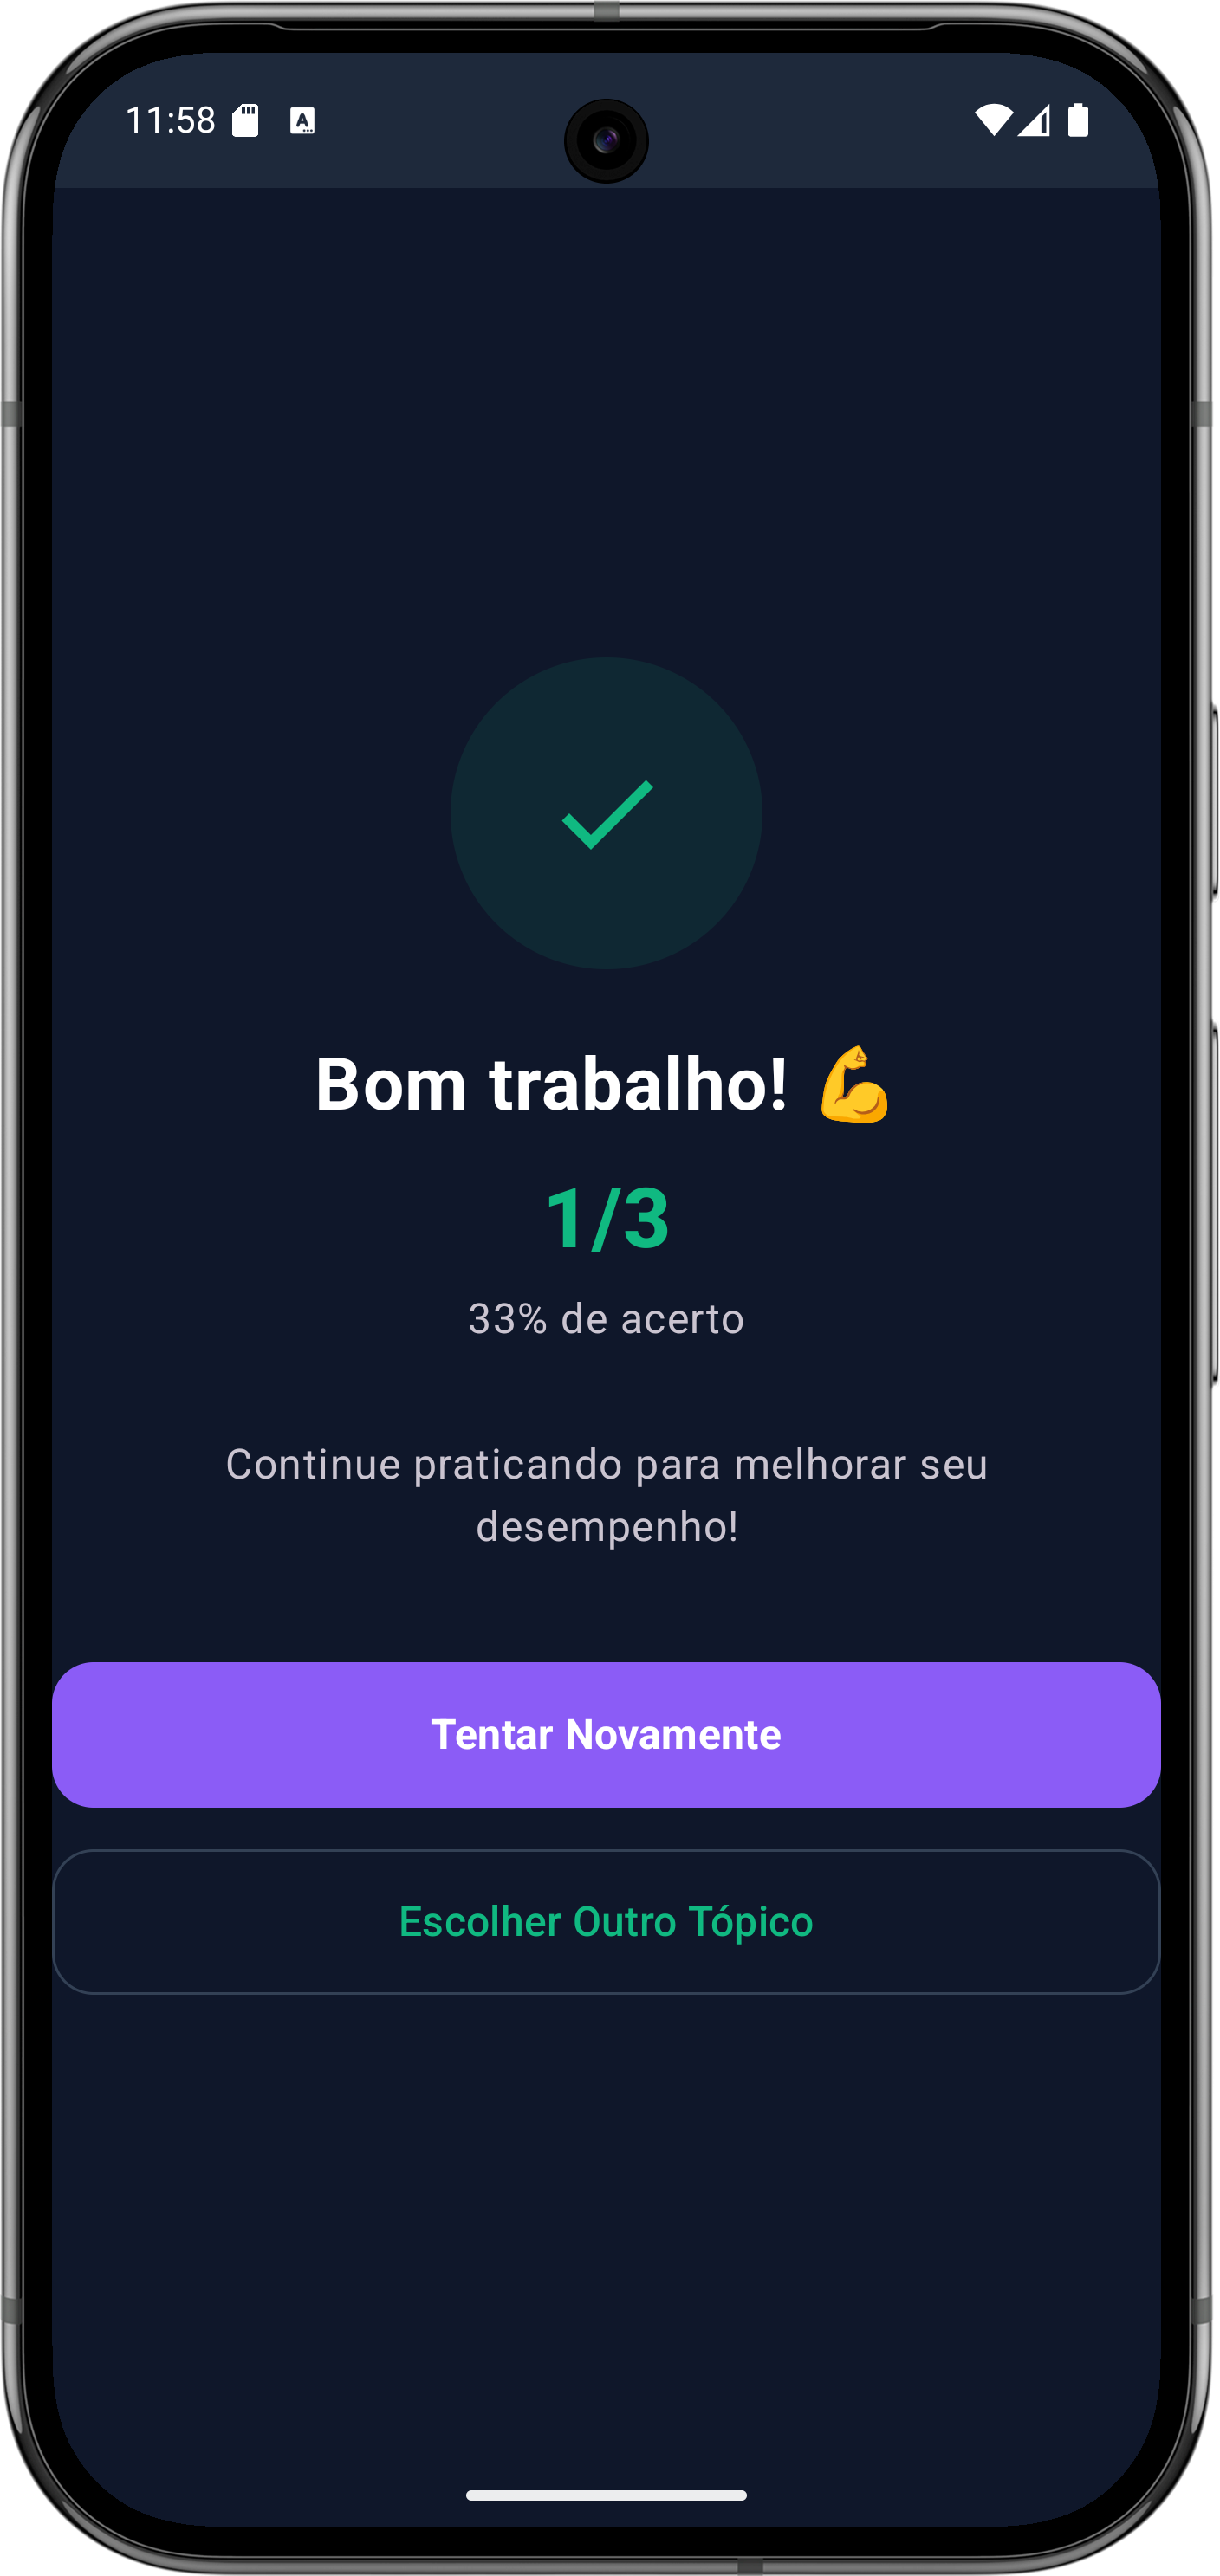 11:58
Bom trabalho! 💪
1/3
33% de acerto
Continue praticando para melhorar seu
desempenho!
Tentar Novamente
Escolher Outro Tópico